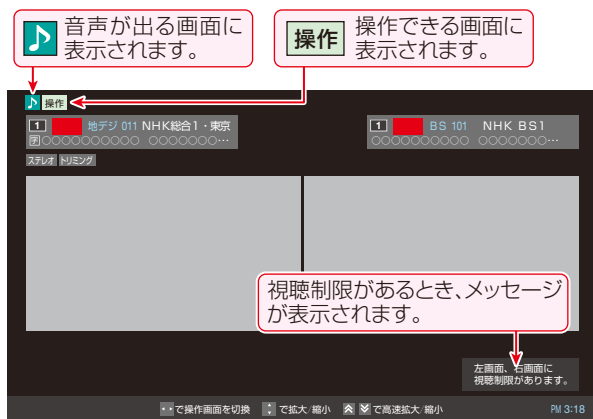 ♪ 音声が出る画面に
表示されます。
操作 操作できる画面に
表示されます。
♪ 操作
1 地デジ 011 NHK総合1・東京
字○○○○○○○○○○ ○○○○○○○…
1 BS 101 NHK BS1
○○○○○○○○○○ ○○○○○○○…
ステレオ トリミング
視聴制限があるとき、メッセージ
が表示されます。
左画面、右画面に
視聴制限があります。
で操作画面を切換 で拡大/縮小 で高速拡大/縮小 PM 3:18